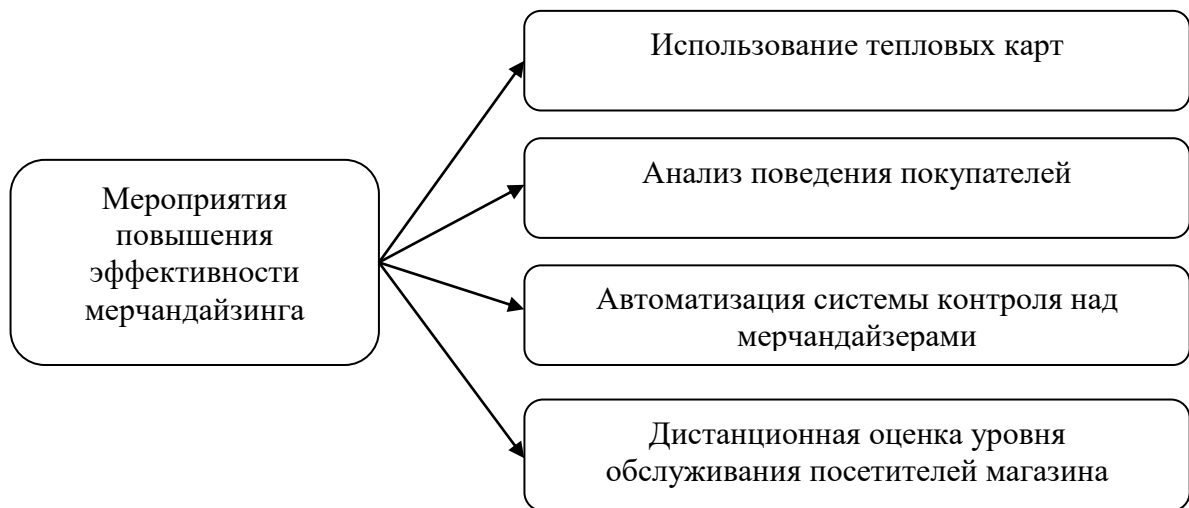 Использование тепловых карт
Анализ поведения покупателей
Мероприятия
повышения
эффективности
мерчандайзинга
Автоматизация системы контроля над
мерчандайзерами
Дистанционная оценка уровня
обслуживания посетителей магазина